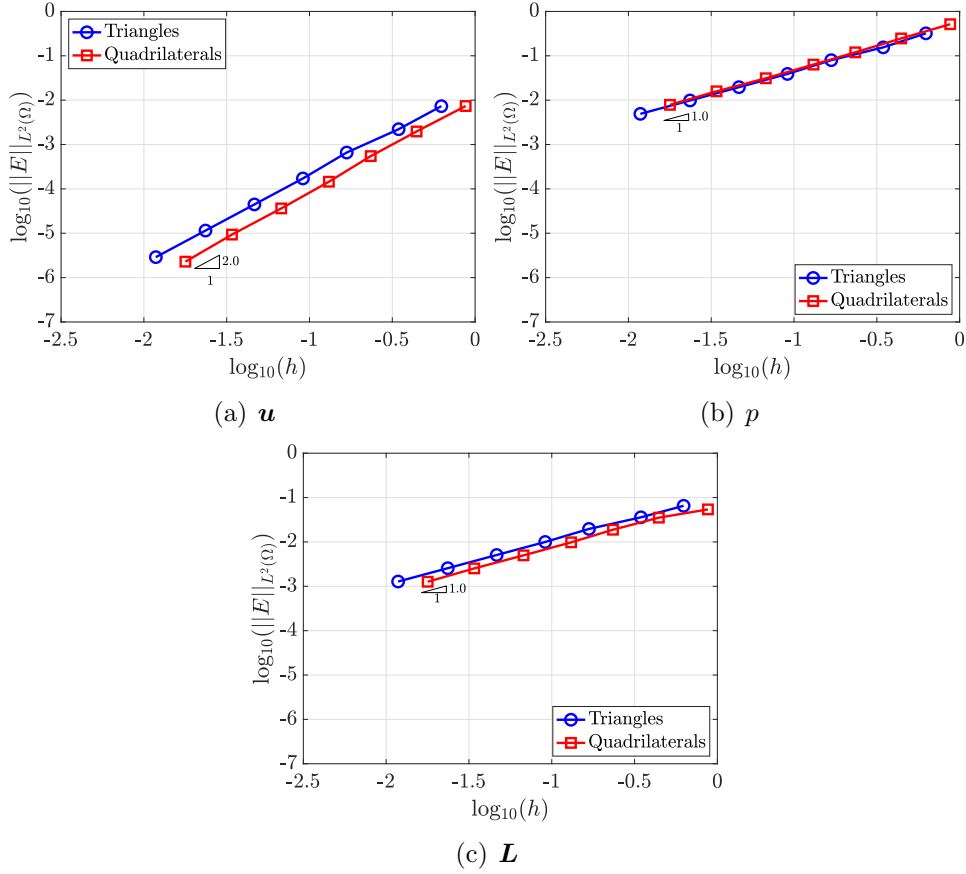 0
-1
-2
-3
-4
-5
-6
-7
-2.5 -2 -1.5 -1 -0.5 0
log10(h)
log10(||E||L2(Ω))
Triangles
Quadrilaterals
2.0
1
(a) u
0
-1
-2
-3
-4
-5
-6
-7
-2.5 -2 -1.5 -1 -0.5 0
log10(h)
log10(||E||L2(Ω))
1.0
1
Triangles
Quadrilaterals
(b) p
0
-1
-2
-3
-4
-5
-6
-7
-2.5 -2 -1.5 -1 -0.5 0
log10(h)
log10(||E||L2(Ω))
1.0
1
Triangles
Quadrilaterals
(c) L